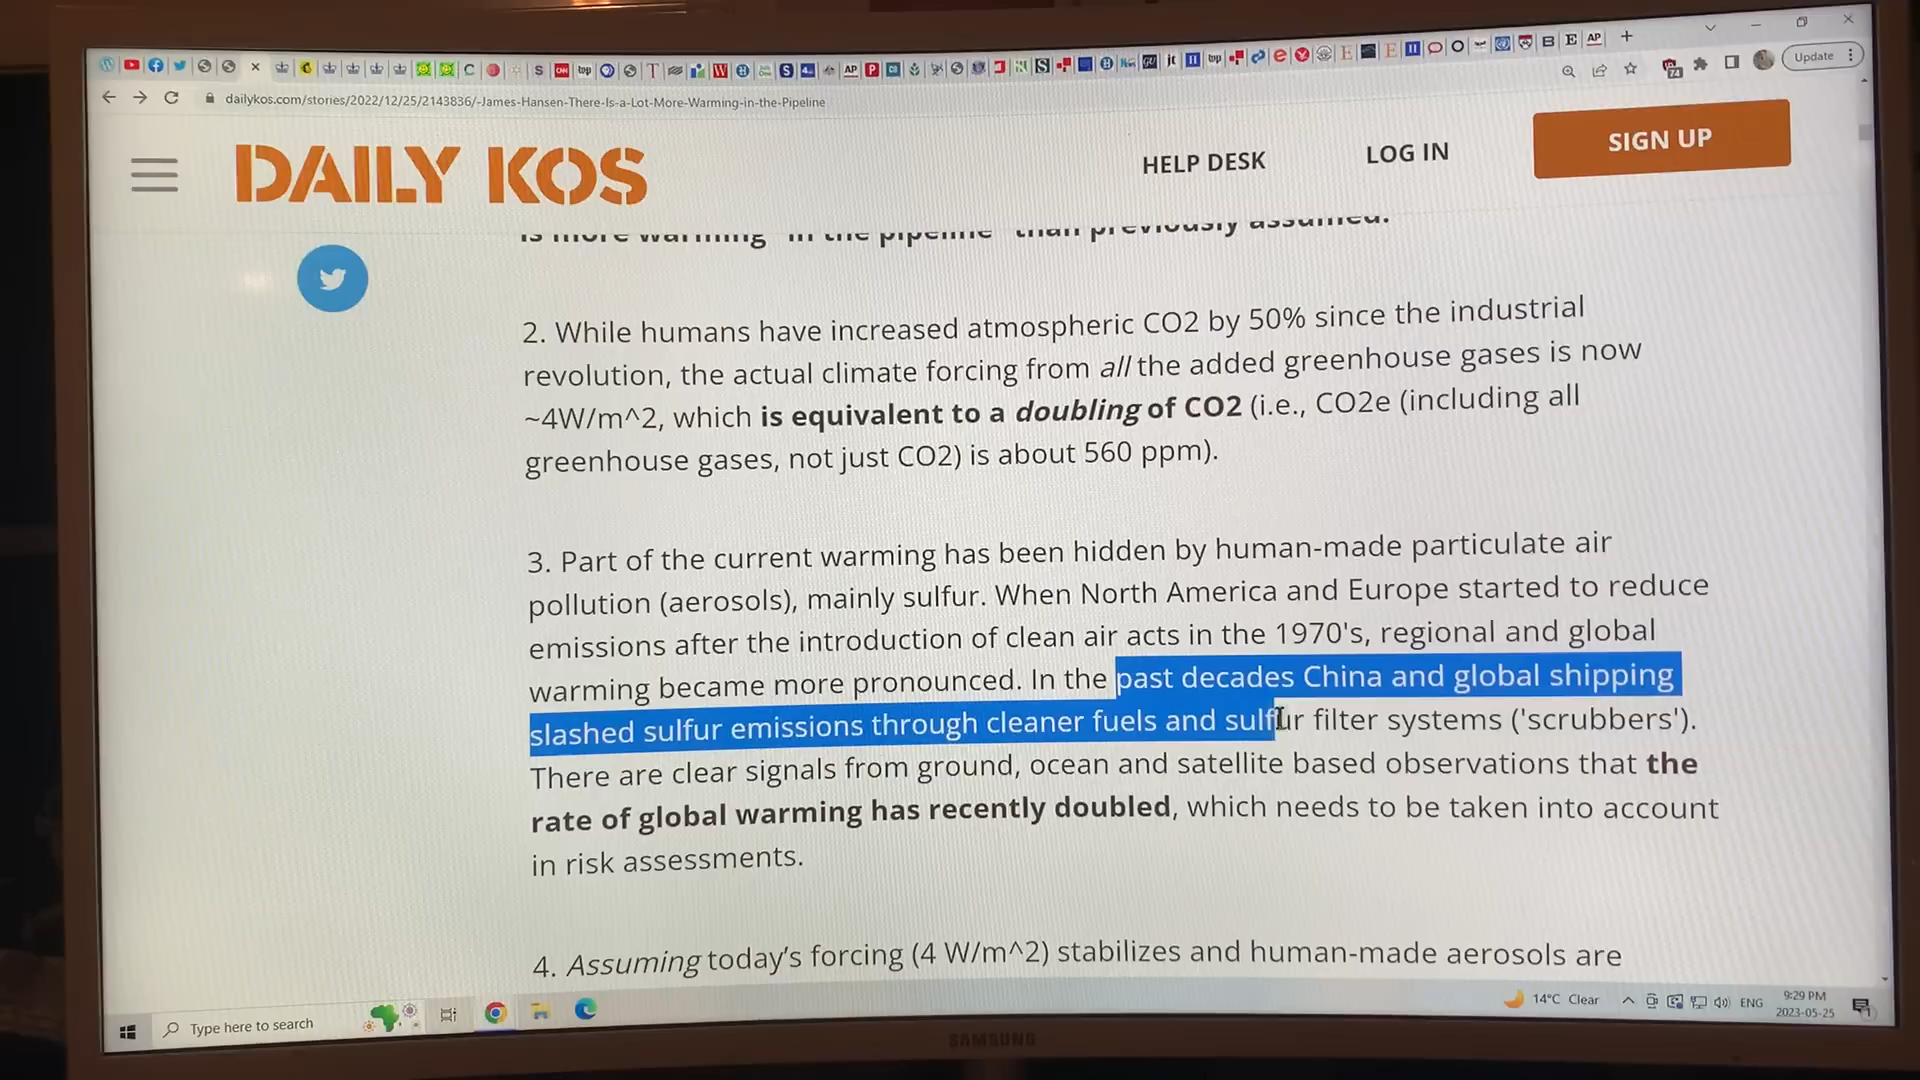 Update
dailykos.com/stories/2022/12/25/2143836/-James-Hansen-There-Is-a-Lot-More-Warming-in-the-Pipeline
DAILY KOS
HELP DESK
LOG IN
SIGN UP
is more warming "in the pipeline" than previously assumed.
2. While humans have increased atmospheric CO2 by 50% since the industrial
revolution, the actual climate forcing from all the added greenhouse gases is now
~4W/m^2, which is equivalent to a doubling of CO2 (i.e., CO2e (including all
greenhouse gases, not just CO2) is about 560 ppm).
3. Part of the current warming has been hidden by human-made particulate air
pollution (aerosols), mainly sulfur. When North America and Europe started to reduce
emissions after the introduction of clean air acts in the 1970's, regional and global
warming became more pronounced. In the past decades China and global shipping
slashed sulfur emissions through cleaner fuels and sulfur filter systems ('scrubbers').
There are clear signals from ground, ocean and satellite based observations that the
rate of global warming has recently doubled, which needs to be taken into account
in risk assessments.
4. Assuming today's forcing (4 W/m^2) stabilizes and human-made aerosols are
Type here to search
14°C Clear
ENG
9:29 PM
2023-05-25
SAMSUNG